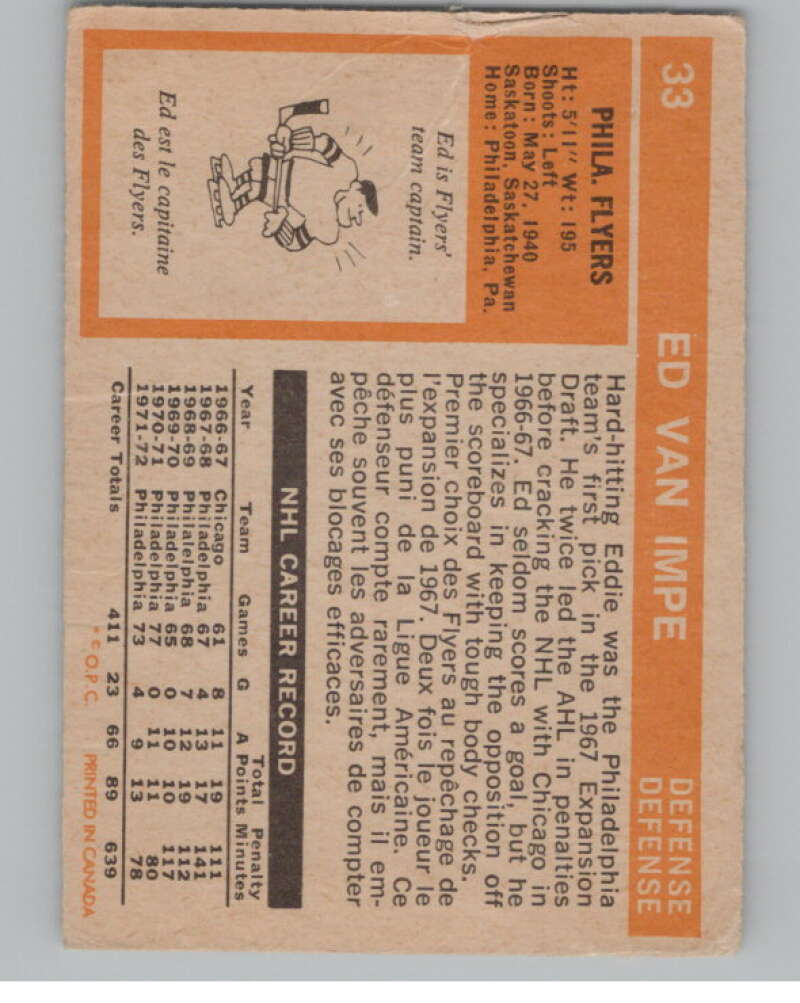 33 ED VAN IMPE DEFENSE
DEFENSE
PHILA. FLYERS
Ht: 5'11" Wt: 195
Shoots: Left
Born: May 27, 1940
Saskatoon, Saskatchewan
Home: Philadelphia, Pa.
Ed is Flyers'
team captain.
Ed est le capitaine
des Flyers.
Hard-hitting Eddie was the Philadelphia
team's first pick in the 1967 Expansion
Draft. He twice led the AHL in penalties
before cracking the NHL with Chicago in
1966-67. Ed seldom scores a goal, but he
specializes in keeping the opposition off
the scoreboard with tough body checks.
Premier choix des Flyers au repêchage de
l'expansion de 1967. Deux fois le joueur le
plus puni de la Ligue Américaine. Ce
défenseur compte rarement, mais il em-
pêche souvent les adversaires de compter
avec ses blocages efficaces.
NHL CAREER RECORD
Total Penalty
Year Team Games G A Points Minutes
1966-67 Chicago 61 8 11 19 111
1967-68 Philadelphia 67 4 13 17 141
1968-69 Philalelphia 68 7 12 19 112
1969-70 Philadelphia 65 0 10 10 117
1970-71 Philadelphia 77 0 11 11 80
1971-72 Philadelphia 73 4 9 13 78
Career Totals 411 23 66 89 639
* © O.P.C. PRINTED IN CANADA